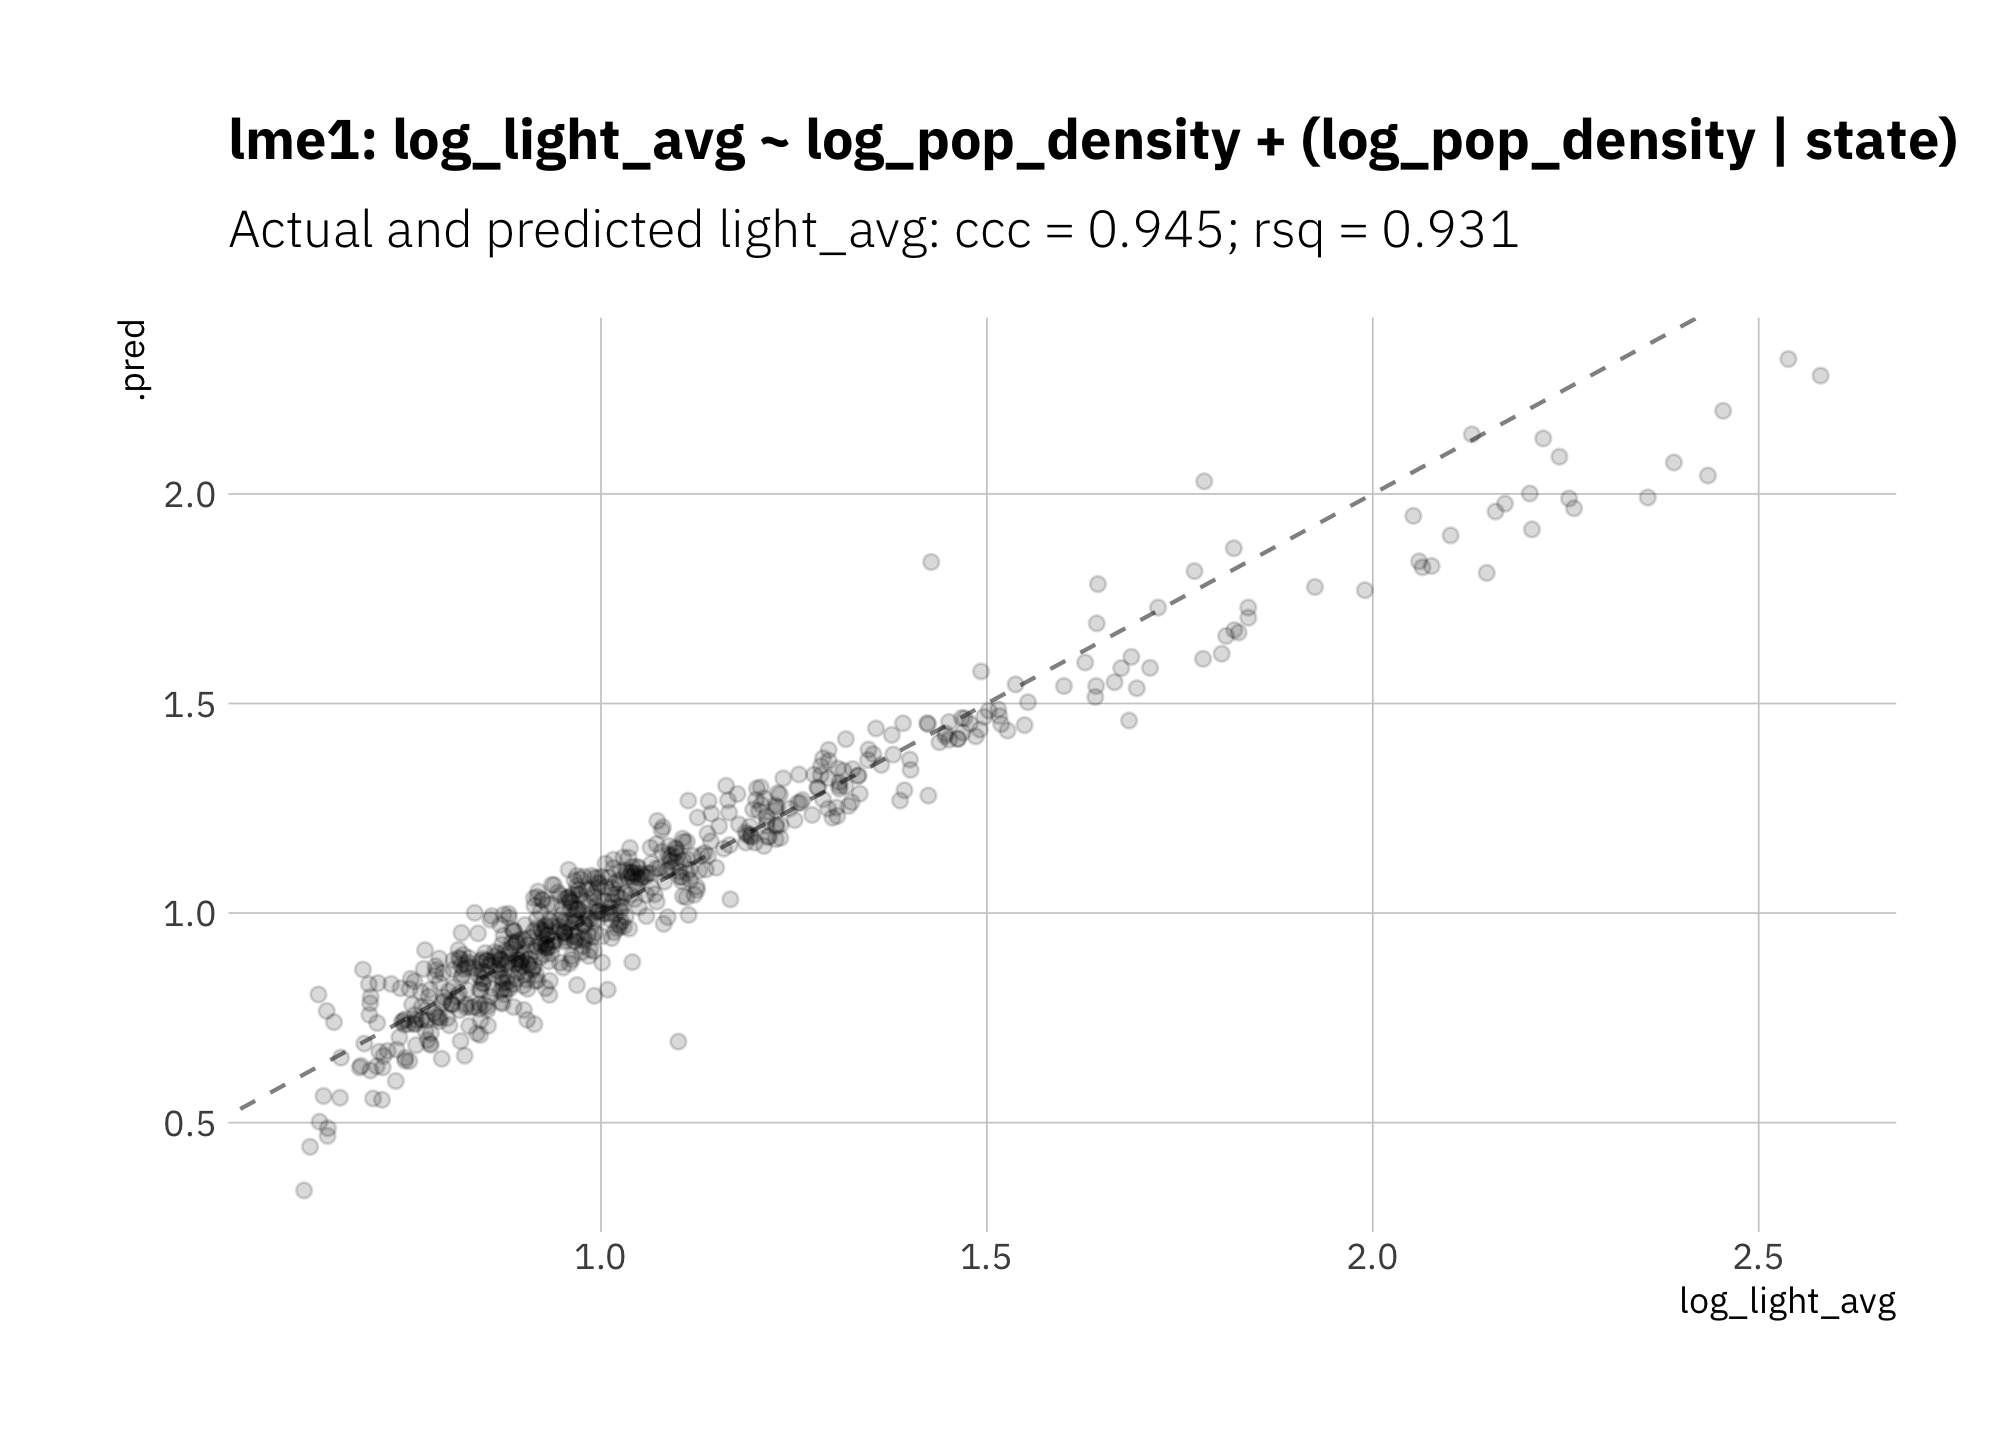 lme1: log_light_avg ~ log_pop_density + (log_pop_density | state)
Actual and predicted light_avg: ccc = 0.945; rsq = 0.931
.pred
2.0
1.5
1.0
0.5
1.0 1.5 2.0 2.5
log_light_avg